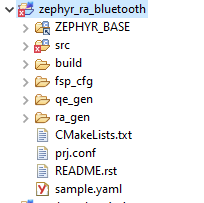 zephyr_ra_bluetooth
ZEPHYR_BASE
src
build
fsp_cfg
qe_gen
ra_gen
CMakeLists.txt
prj.conf
README.rst
sample.yaml